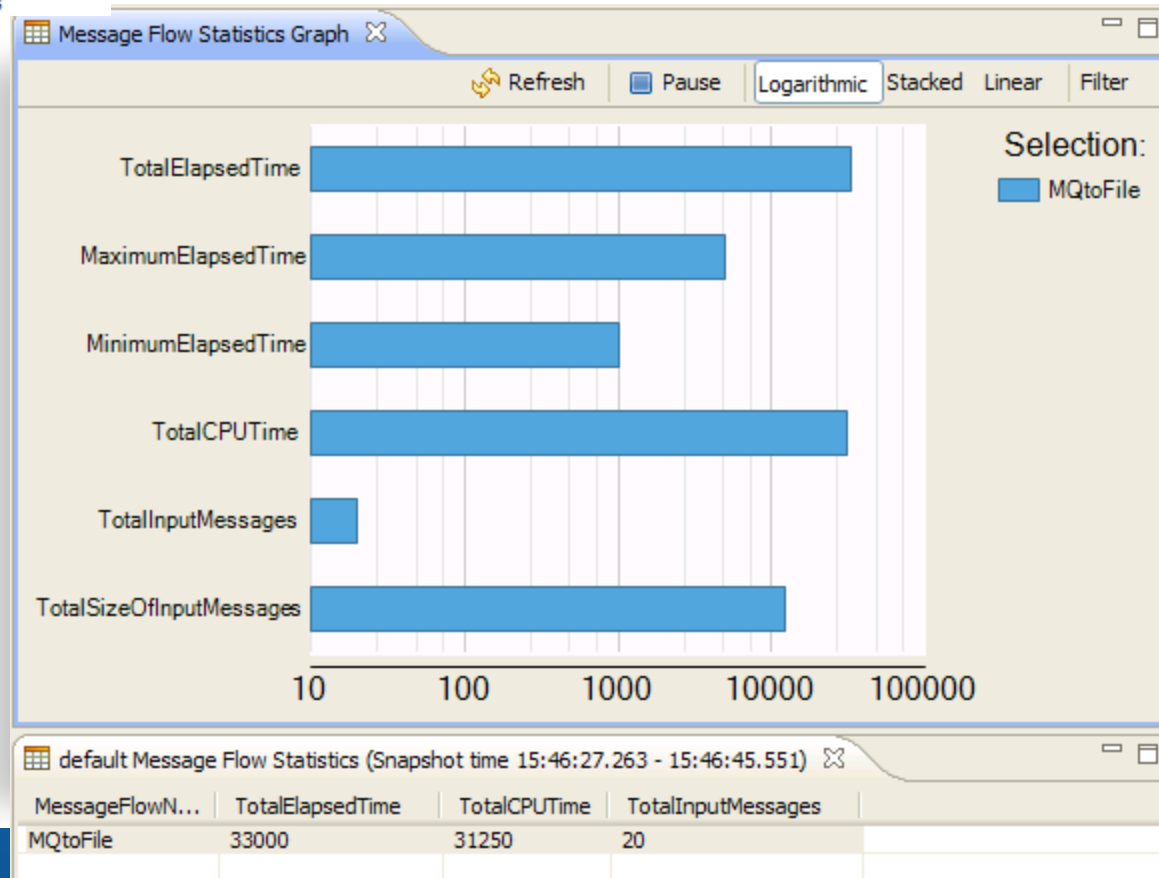 Message Flow Statistics Graph
Refresh Pause Logarithmic Stacked Linear Filter
Selection:
MQtoFile
TotalElapsedTime
MaximumElapsedTime
MinimumElapsedTime
TotalCPUTime
TotalInputMessages
TotalSizeOfInputMessages
10 100 1000 10000 100000
default Message Flow Statistics (Snapshot time 15:46:27.263 - 15:46:45.551)
MessageFlowN... TotalElapsedTime TotalCPUTime TotalInputMessages
MQtoFile 33000 31250 20